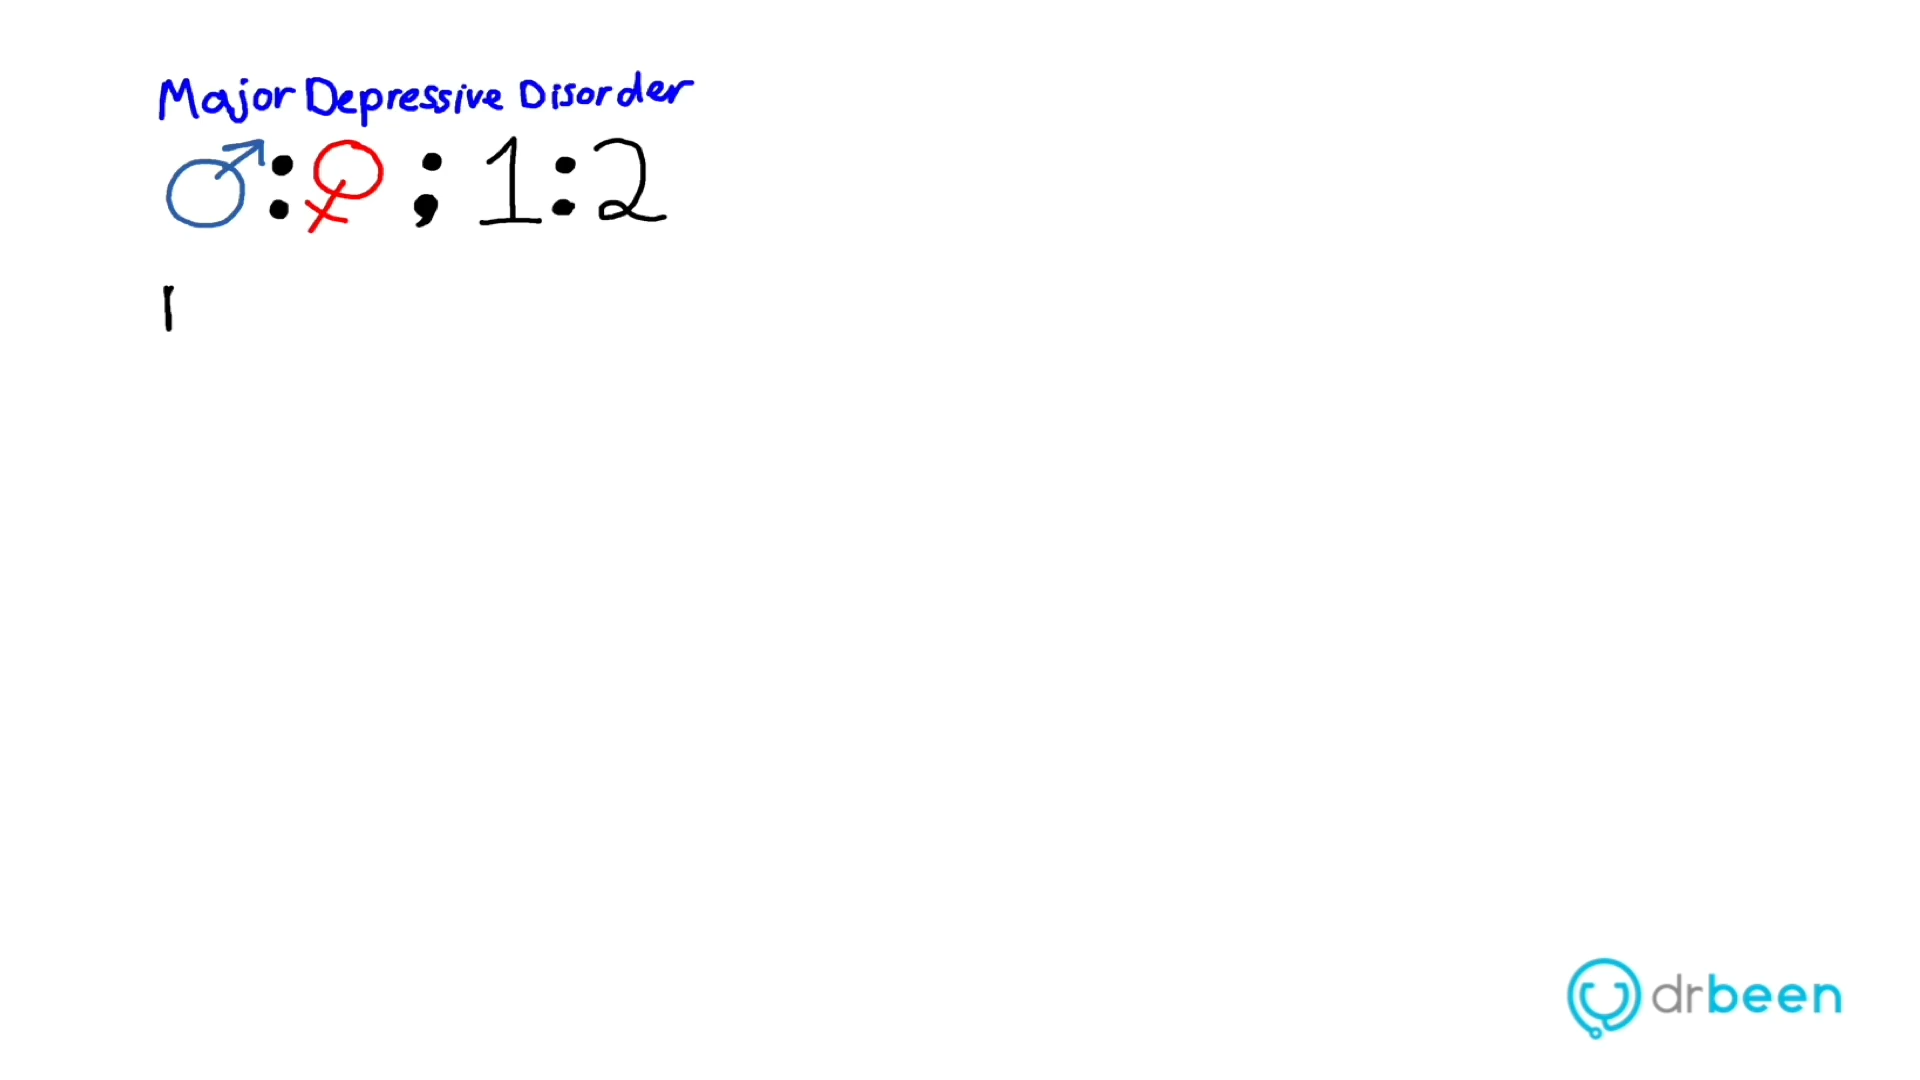 Major Depressive Disorder
♂:♀ ; 1:2
drbeen